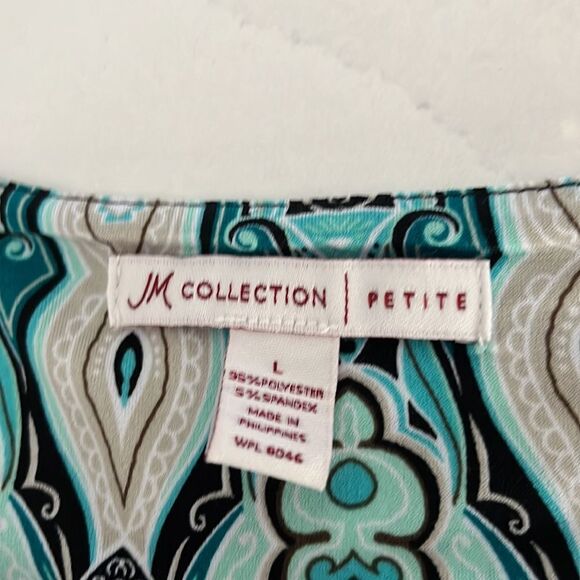 JM COLLECTION | PETITE
L
95% POLYESTER
5% SPANDEX
MADE IN
PHILIPPINES
WPL 8046